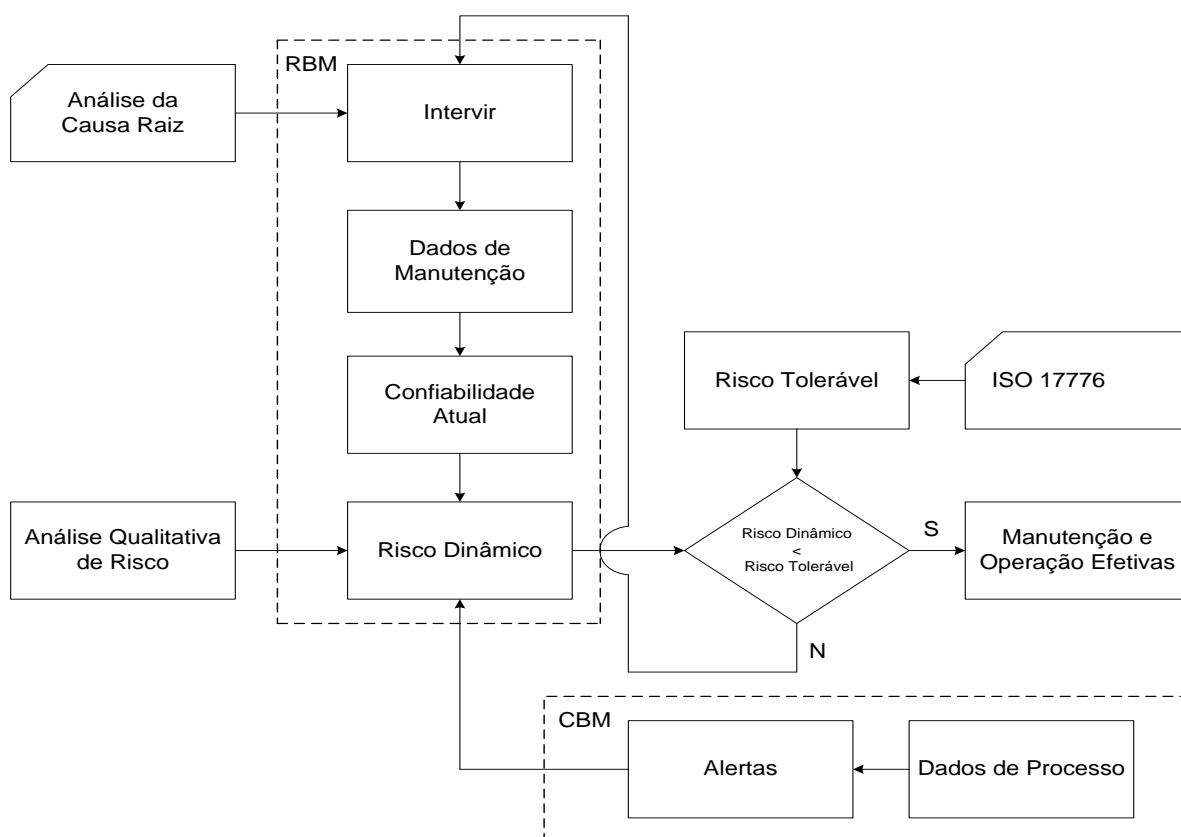 RBM
Análise da
Causa Raiz
Intervir
Dados de
Manutenção
Confiabilidade
Atual
Risco Tolerável
ISO 17776
Análise Qualitativa
de Risco
Risco Dinâmico
Risco Dinâmico
<
Risco Tolerável
S
Manutenção e
Operação Efetivas
N
CBM
Alertas
Dados de Processo